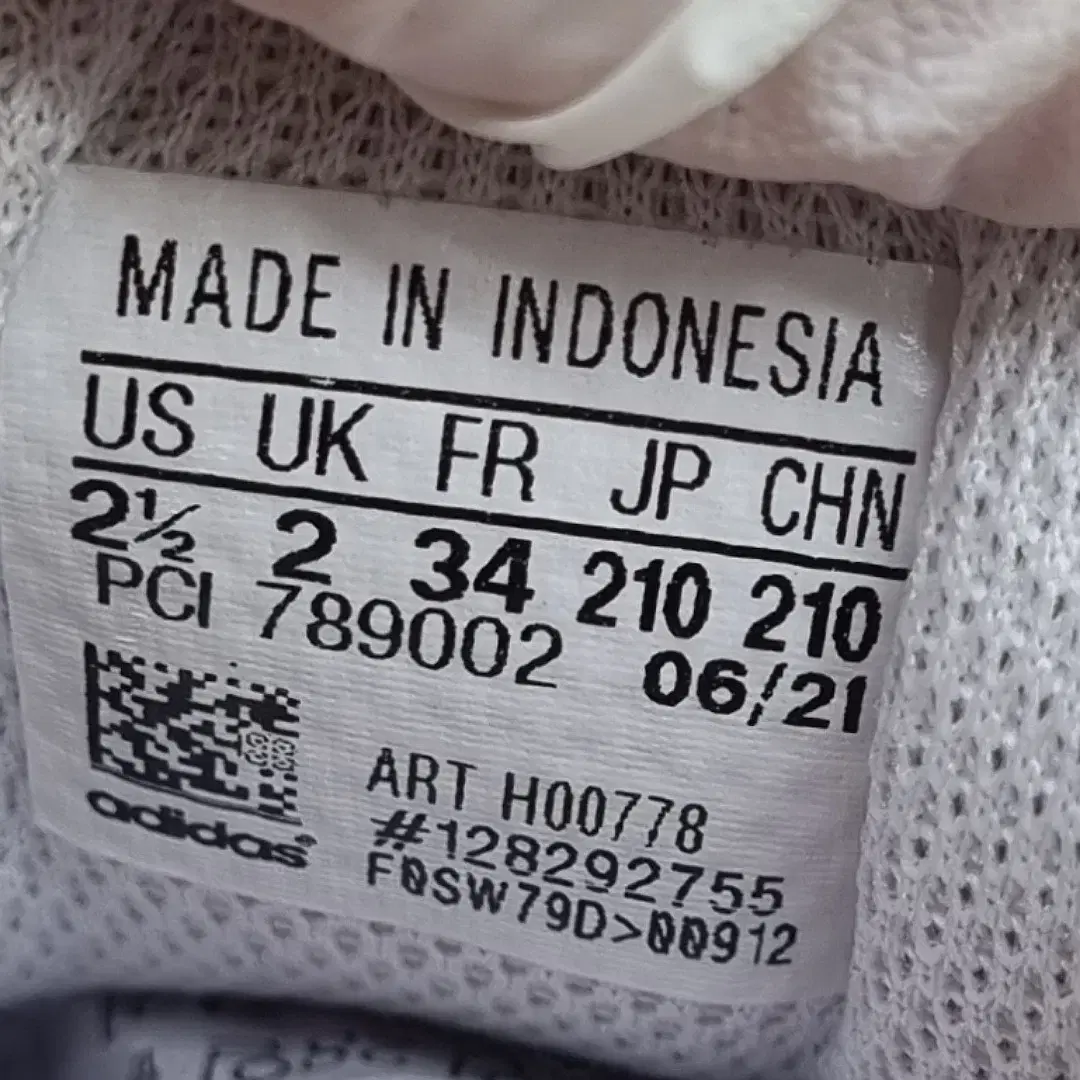 MADE IN INDONESIA
US UK FR JP CHN
2½ 2 34 210 210
PCI 789002 06/21
ART H00778
#128292755
adidas®
F0SW79D>00912